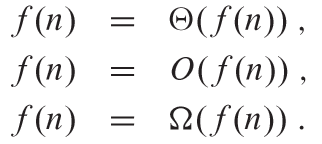 f(n) = Θ(f(n)) ,
f(n) = O(f(n)) ,
f(n) = Ω(f(n)) .